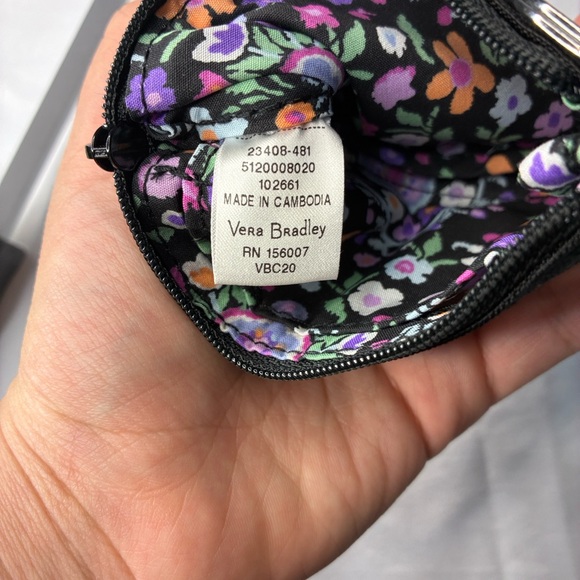 23408-481
5120008020
102661
MADE IN CAMBODIA
Vera Bradley
RN 156007
VBC20